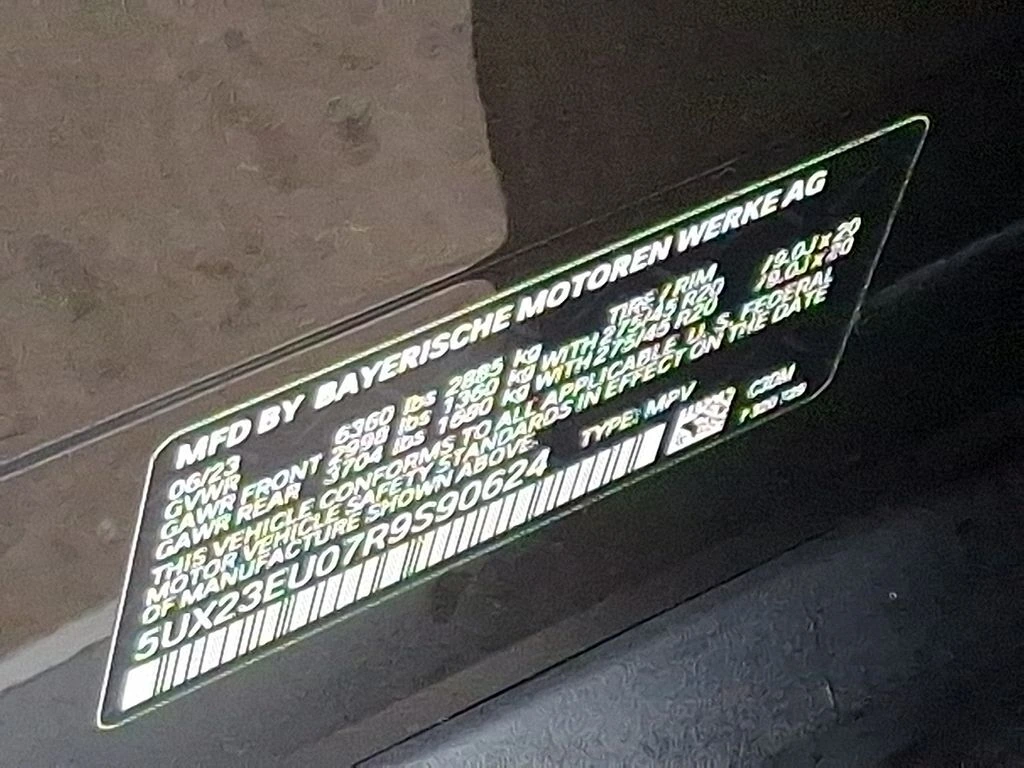 MFD BY BAYERISCHE MOTOREN WERKE AG
06/23 TIRE / RIM
GVWR 6360 lbs 2885 kg
GAWR FRONT 2998 lbs 1360 kg WITH 275/45 R20 /9.0J x 20
GAWR REAR 3704 lbs 1680 kg WITH 275/45 R20 /9.0J x 20
THIS VEHICLE CONFORMS TO ALL APPLICABLE U. S. FEDERAL
MOTOR VEHICLE SAFETY STANDARDS IN EFFECT ON THE DATE
OF MANUFACTURE SHOWN ABOVE.
5UX23EU07R9S90624 TYPE: MPV